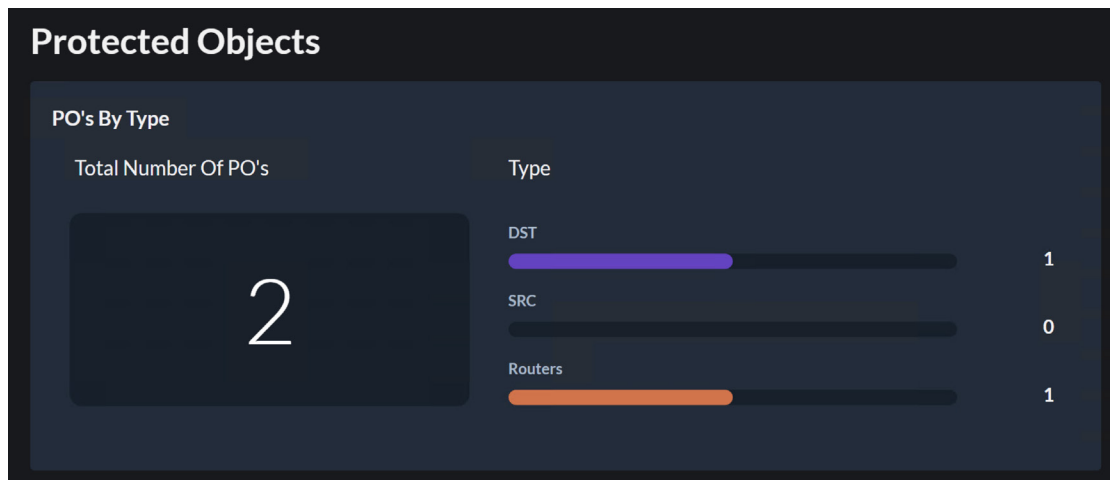 Protected Objects
PO's By Type
Total Number Of PO's
Type
2
DST
1
SRC
0
Routers
1